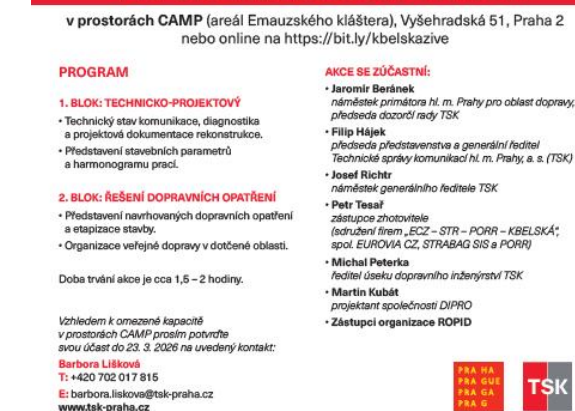 v prostorách CAMP (areál Emauzského kláštera), Vyšehradská 51, Praha 2
nebo online na https://bit.ly/kbelskazive
PROGRAM
1. BLOK: TECHNICKO-PROJEKTOVÝ
• Technický stav komunikace, diagnostika
a projektová dokumentace rekonstrukce.
• Představení stavebních parametrů
a harmonogramu prací.
2. BLOK: ŘEŠENÍ DOPRAVNÍCH OPATŘENÍ
• Představení navrhovaných dopravních opatření
a etapizace stavby.
• Organizace veřejné dopravy v dotčené oblasti.
Doba trvání akce je cca 1,5 – 2 hodiny.
Vzhledem k omezené kapacitě
v prostorách CAMP prosím potvrďte
svou účast do 23. 3. 2026 na uvedený kontakt:
Barbora Lišková
T: +420 702 017 815
E: barbora.liskova@tsk-praha.cz
www.tsk-praha.cz
AKCE SE ZÚČASTNÍ:
• Jaromír Beránek
náměstek primátora hl. m. Prahy pro oblast dopravy,
předseda dozorčí rady TSK
• Filip Hájek
předseda představenstva a generální ředitel
Technické správy komunikací hl. m. Prahy, a. s. (TSK)
• Josef Richtr
náměstek generálního ředitele TSK
• Petr Tesař
zástupce zhotovitele
(sdružení firem „ECZ – STR – PORR – KBELSKÁ“,
spol. EUROVIA CZ, STRABAG SIS a PORR)
• Michal Peterka
ředitel úseku dopravního inženýrství TSK
• Martin Kubát
projektant společnosti DIPRO
• Zástupci organizace ROPID
PRA HA
PRA GUE
PRA GA
PRA G
TSK